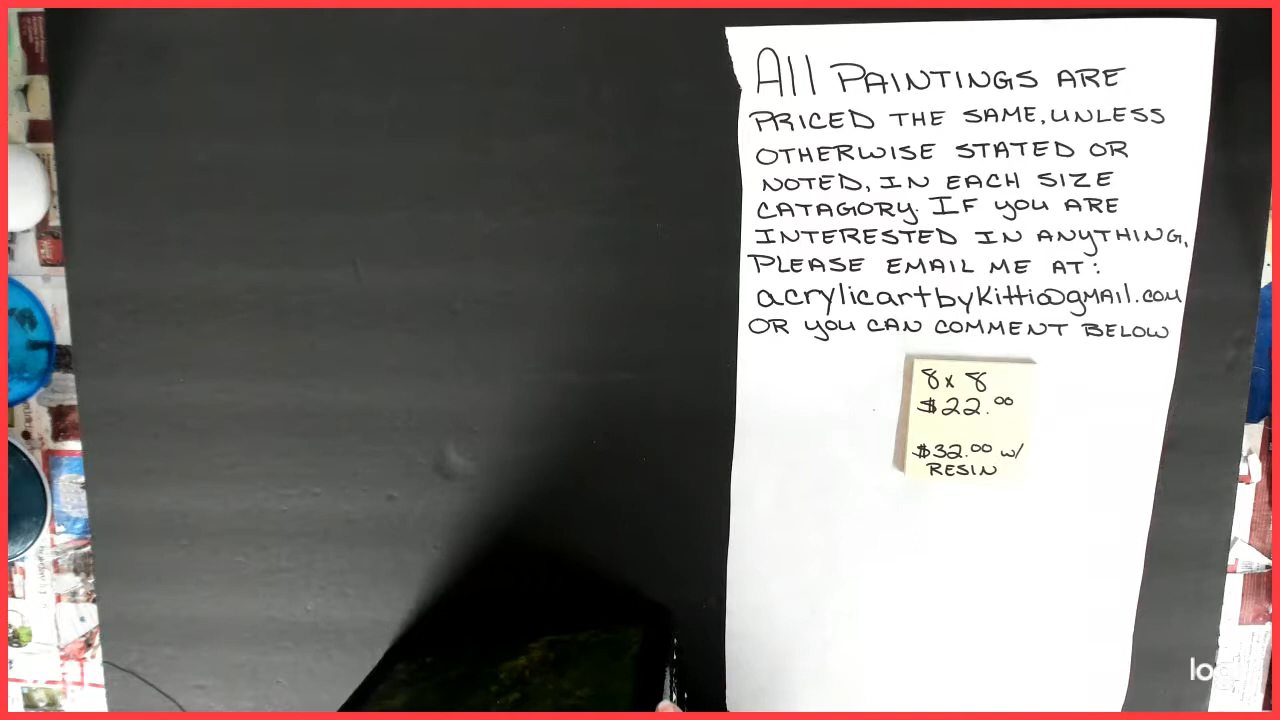 All PAINTINGS ARE
PRICED THE SAME, UNLESS
OTHERWISE STATED OR
NOTED, IN EACH SIZE
CATAGORY. IF YOU ARE
INTERESTED IN ANYTHING,
PLEASE EMAIL ME AT:
acrylicartbyKitti@gmail.com
OR YOU CAN COMMENT BELOW
8 x 8
$22.00
$32.00 w/
RESIN